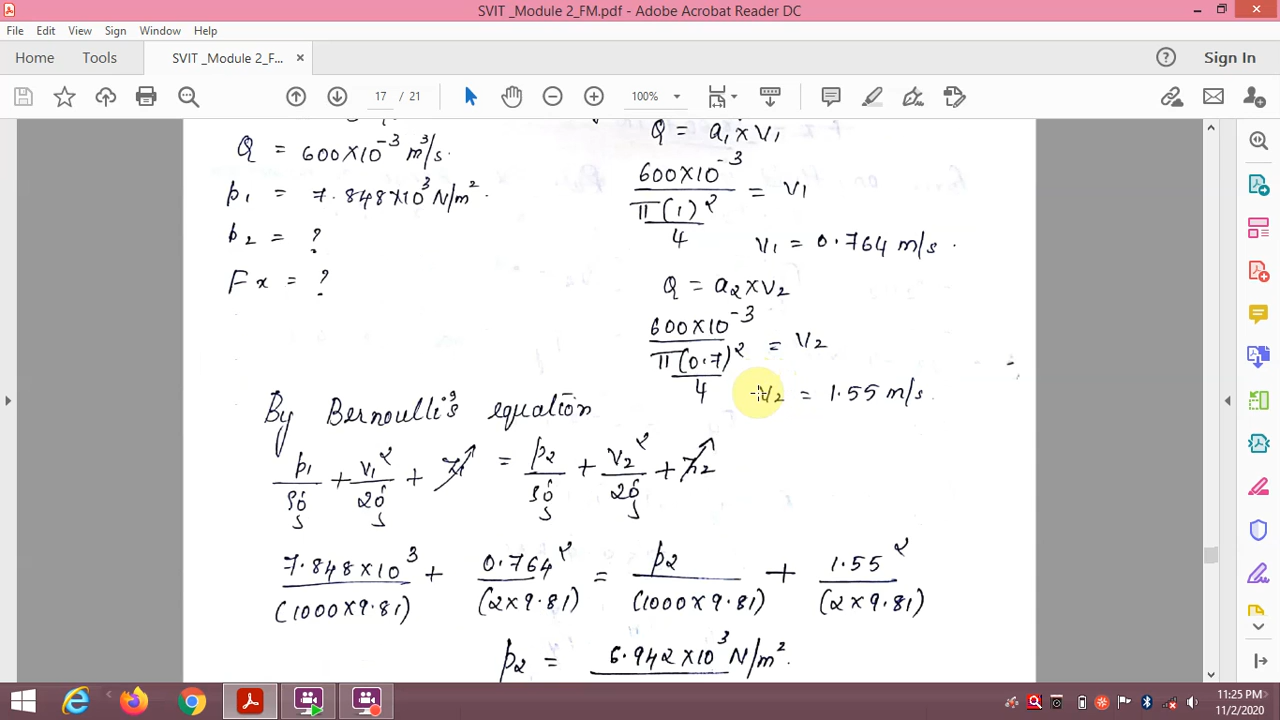 SVIT _Module 2_FM.pdf - Adobe Acrobat Reader DC
File Edit View Sign Window Help
Home Tools SVIT _Module 2_F... × Sign In
17 / 21 100%
Q = a₁×V₁
Q = 600×10⁻³ m³/s.
600×10⁻³ / (π(1)²/4) = V₁
p₁ = 7.848×10³ N/m².
p₂ = ?
V₁ = 0.764 m/s.
Fx = ?
Q = a₂×V₂
600×10⁻³ / (π(0.7)²/4) = V₂
V₂ = 1.55 m/s.
By Bernoulli's equation
p₁/ρg + V₁²/2g + z₁ = p₂/ρg + V₂²/2g + z₂
7.848×10³/(1000×9.81) + 0.764²/(2×9.81) = p₂/(1000×9.81) + 1.55²/(2×9.81)
p₂ = 6.942×10³ N/m².
11:25 PM
11/2/2020